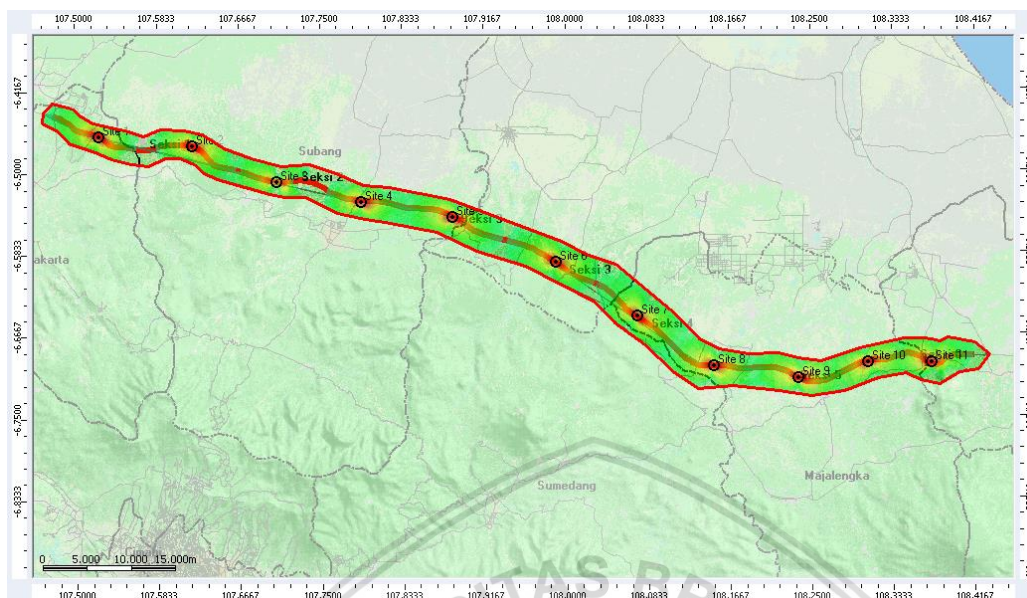 107.5000 107.5833 107.6667 107.7500 107.8333 107.9167 108.0000 108.0833 108.1667 108.2500 108.3333 108.4167
-6.4167
Site
Site 2
Subang
-6.5000
Site 3
Seksi 2
Site 4
Site 5
Seksi 3
-6.5833
akarta
Site 6
Seksi 3
Site 7
Seksi 4
-6.6667
Site 8
Site 9
Site 10
Site 11
-6.7500
Majalengka
Sumedang
-6.8333
0 5.000 10.000 15.000m
107.5000 107.5833 107.6667 107.7500 107.8333 107.9167 108.0000 108.0833 108.1667 108.2500 108.3333 108.4167